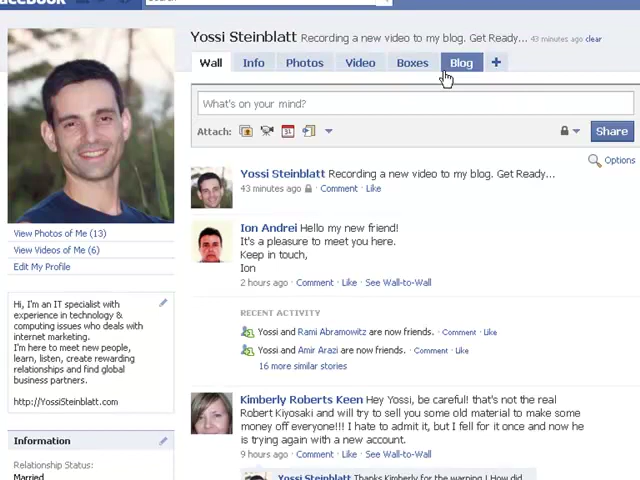 Yossi Steinblatt Recording a new video to my blog. Get Ready... 43 minutes ago clear
Wall Info Photos Video Boxes Blog +
What's on your mind?
Attach: 31 Share
Options
Yossi Steinblatt Recording a new video to my blog. Get Ready...
43 minutes ago · Comment · Like
Ion Andrei Hello my new friend!
It's a pleasure to meet you here.
Keep in touch,
Ion
2 hours ago · Comment · Like · See Wall-to-Wall
RECENT ACTIVITY
Yossi and Rami Abramowitz are now friends. · Comment · Like
Yossi and Amir Arazi are now friends. · Comment · Like
16 more similar stories
Kimberly Roberts Keen Hey Yossi, be careful! that's not the real
Robert Kiyosaki and will try to sell you some old material to make some
money off everyone!!! I hate to admit it, but I fell for it once and now he
is trying again with a new account.
9 hours ago · Comment · Like · See Wall-to-Wall
Yossi Steinblatt Thanks Kimberly for the warning ! How did
View Photos of Me (13)
View Videos of Me (6)
Edit My Profile
Hi, I'm an IT specialist with
experience in technology &
computing issues who deals with
internet marketing.
I'm here to meet new people,
learn, listen, create rewarding
relationships and find global
business partners.
http://YossiSteinblatt.com
Information
Relationship Status:
Married